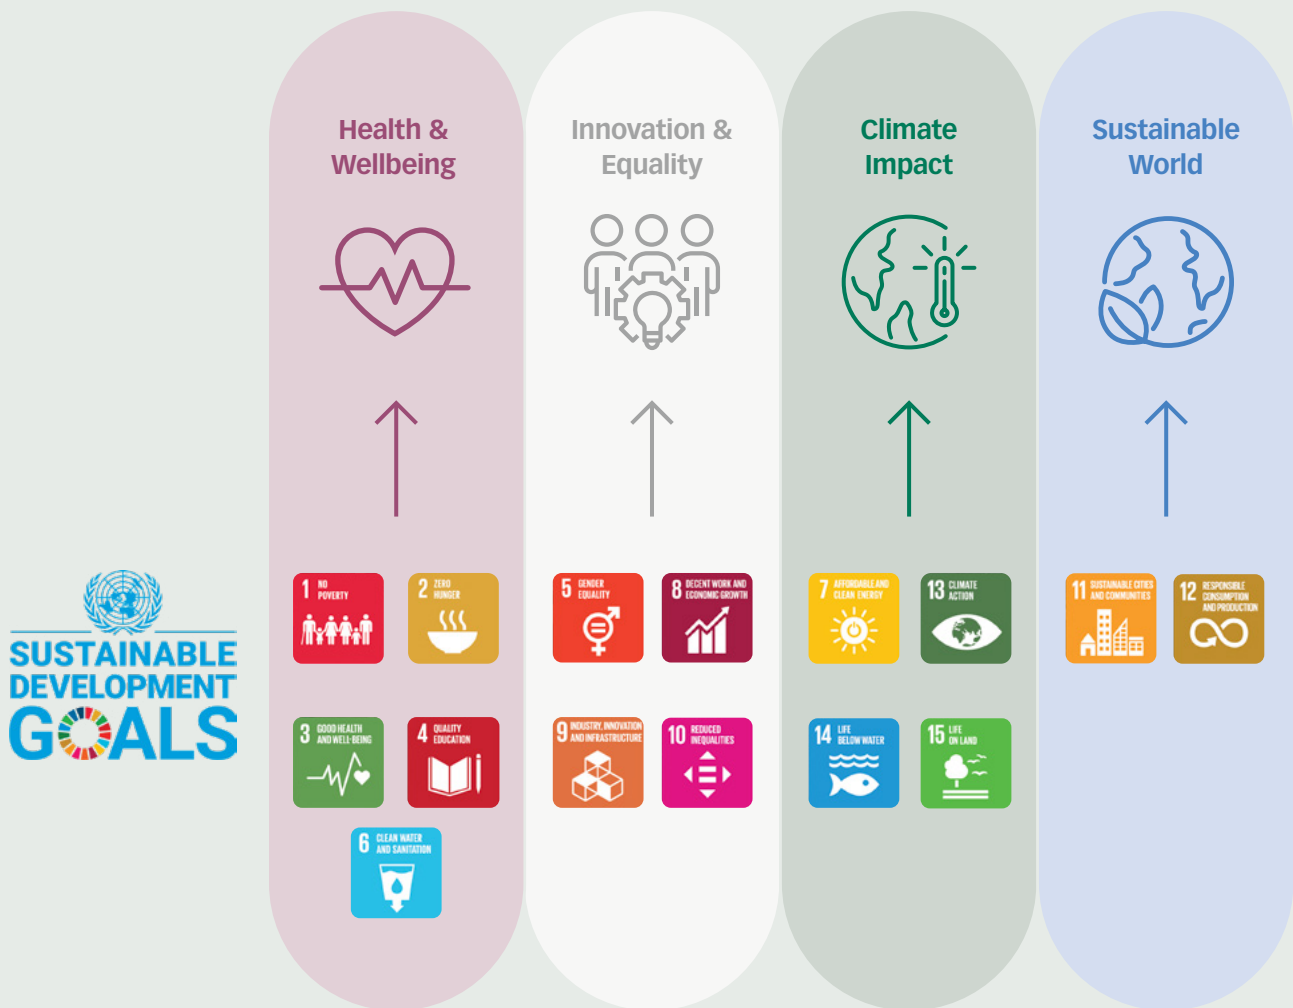 Health &
Wellbeing
Innovation &
Equality
Climate
Impact
Sustainable
World
SUSTAINABLE
DEVELOPMENT
GOALS
1 NO
POVERTY
2 ZERO
HUNGER
3 GOOD HEALTH
AND WELL-BEING
4 QUALITY
EDUCATION
6 CLEAN WATER
AND SANITATION
5 GENDER
EQUALITY
8 DECENT WORK AND
ECONOMIC GROWTH
9 INDUSTRY, INNOVATION
AND INFRASTRUCTURE
10 REDUCED
INEQUALITIES
7 AFFORDABLE AND
CLEAN ENERGY
13 CLIMATE
ACTION
14 LIFE
BELOW WATER
15 LIFE
ON LAND
11 SUSTAINABLE CITIES
AND COMMUNITIES
12 RESPONSIBLE
CONSUMPTION
AND PRODUCTION